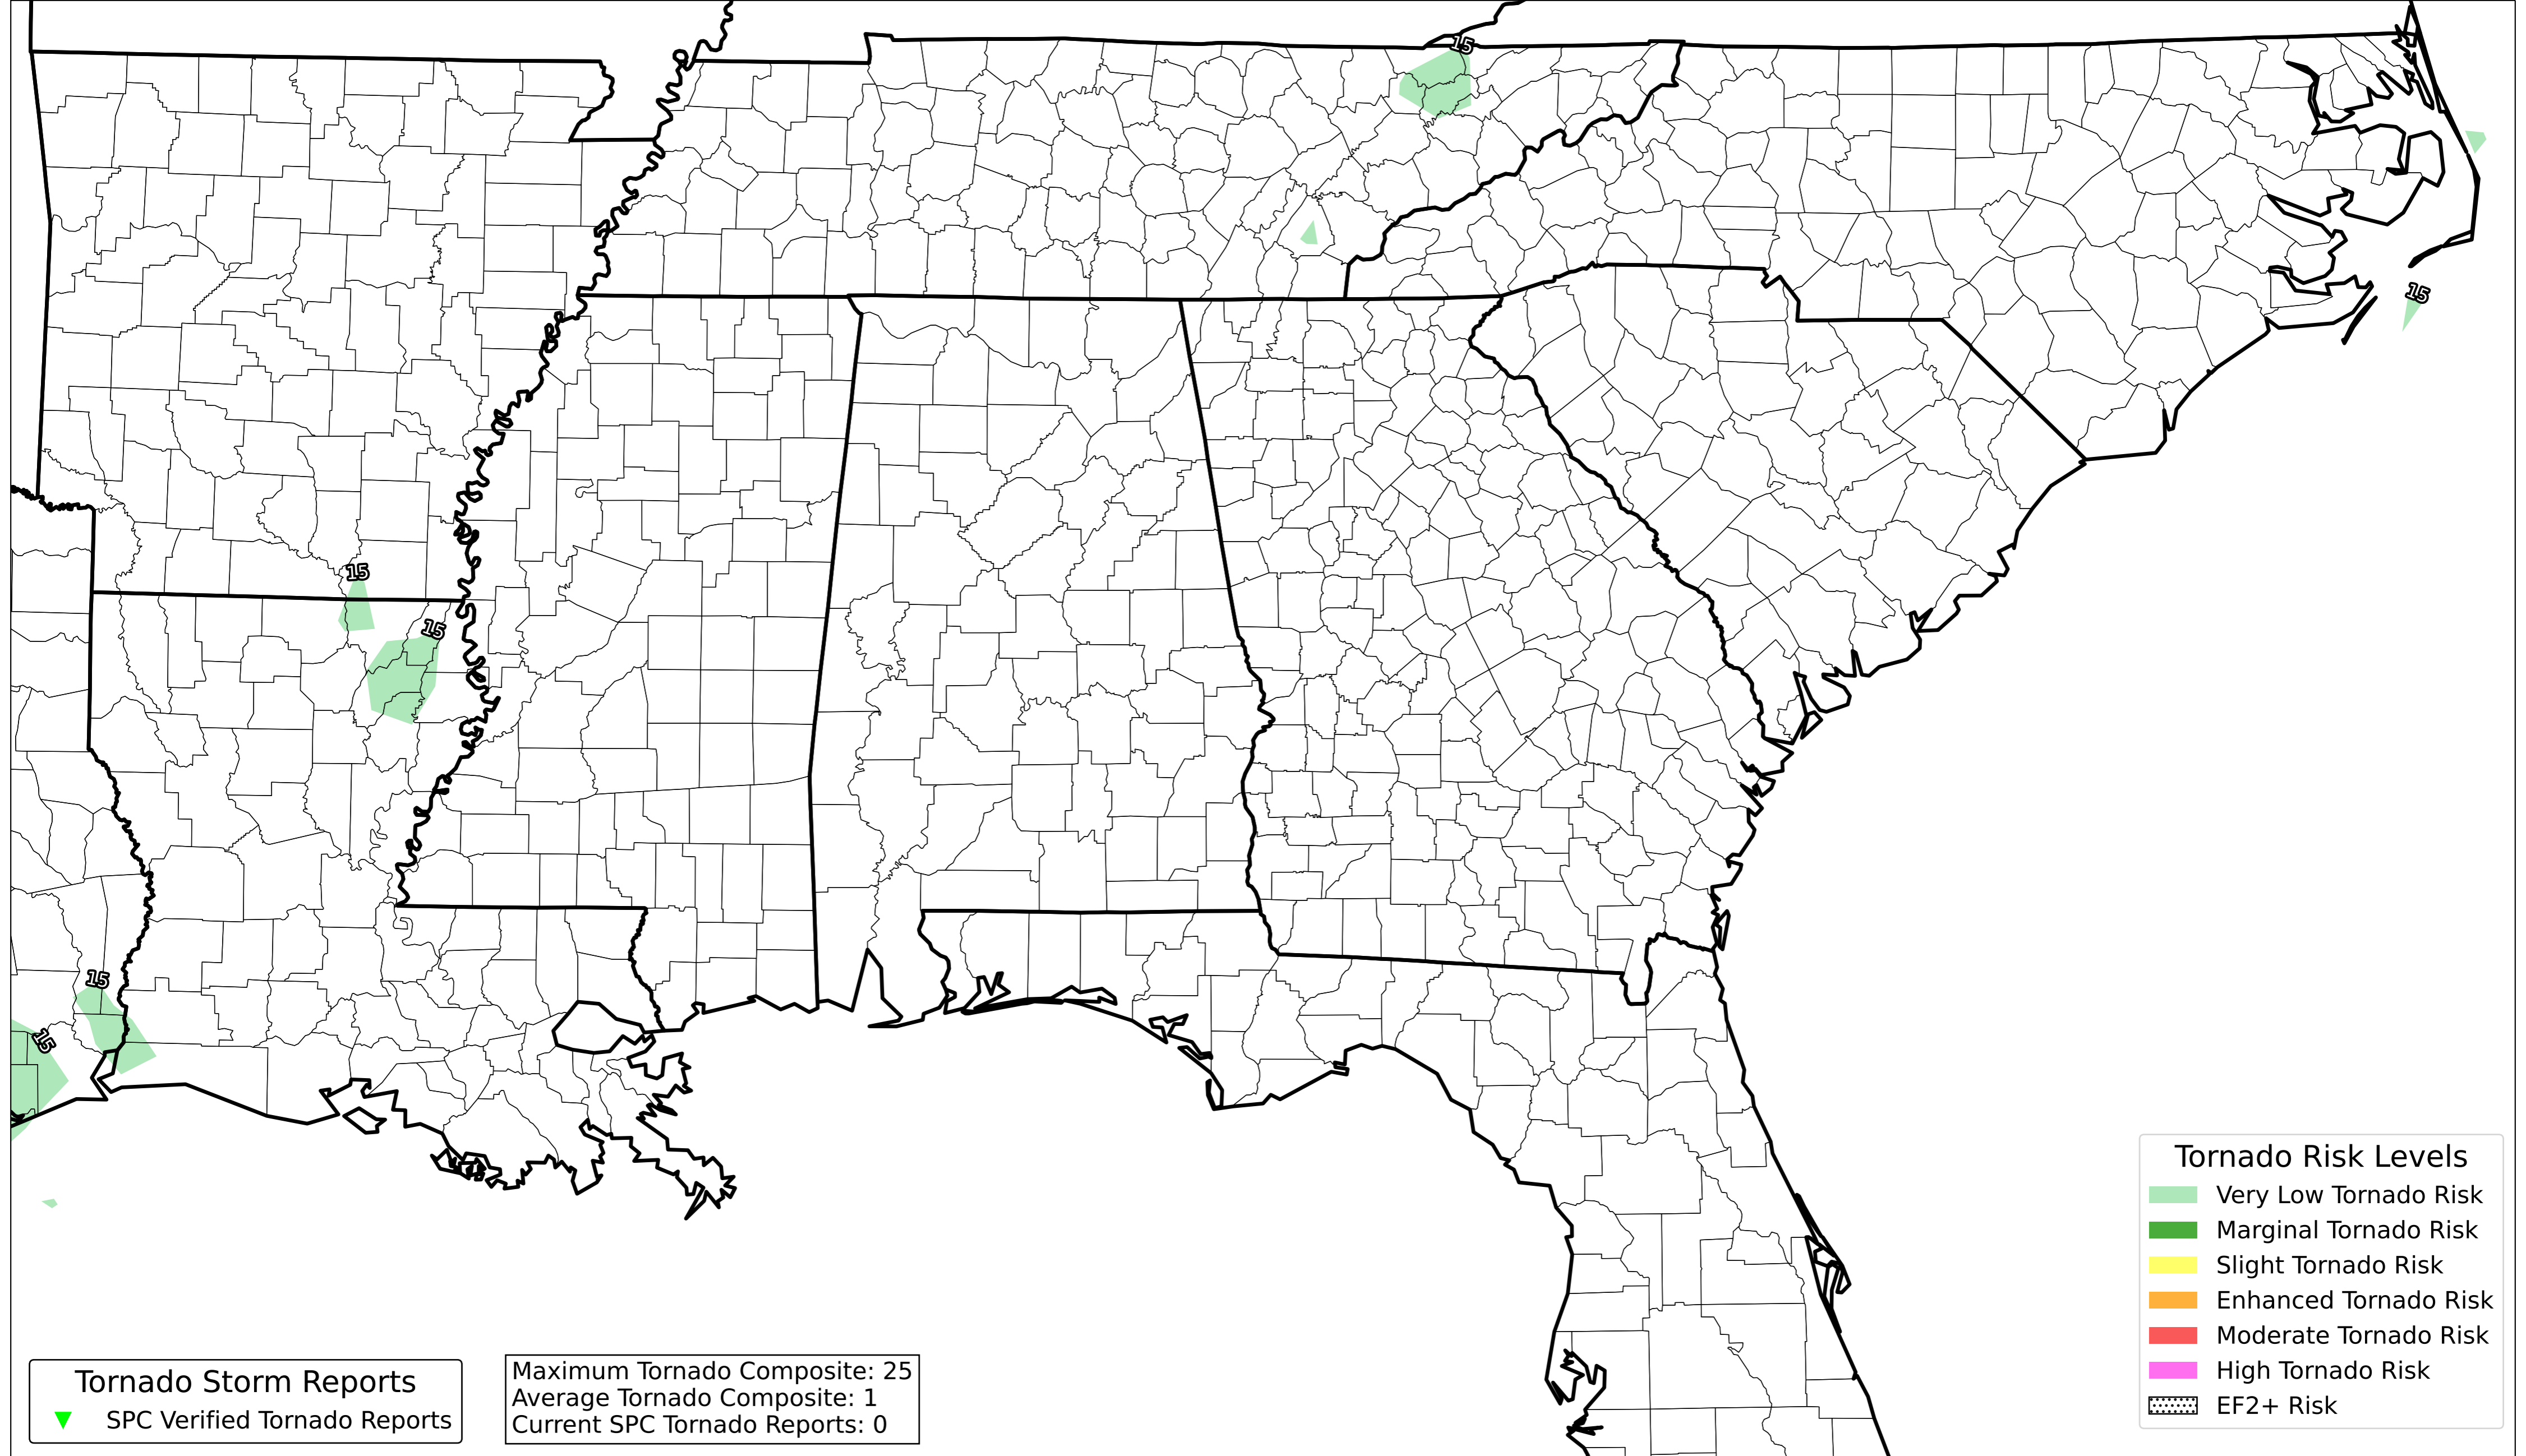 15
15
15
15
15
15
Tornado Risk Levels
Very Low Tornado Risk
Marginal Tornado Risk
Slight Tornado Risk
Enhanced Tornado Risk
Moderate Tornado Risk
High Tornado Risk
EF2+ Risk
Tornado Storm Reports
SPC Verified Tornado Reports
Maximum Tornado Composite: 25
Average Tornado Composite: 1
Current SPC Tornado Reports: 0